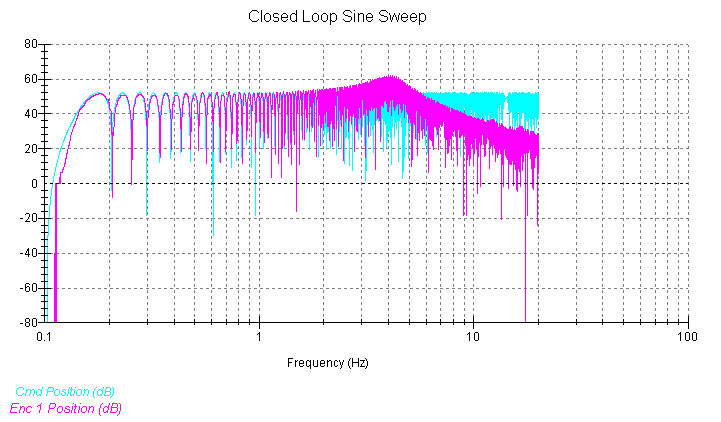 Closed Loop Sine Sweep
80
60
40
20
0
-20
-40
-60
-80
0.1 1 10 100
Frequency (Hz)
Cmd Position (dB)
Enc 1 Position (dB)